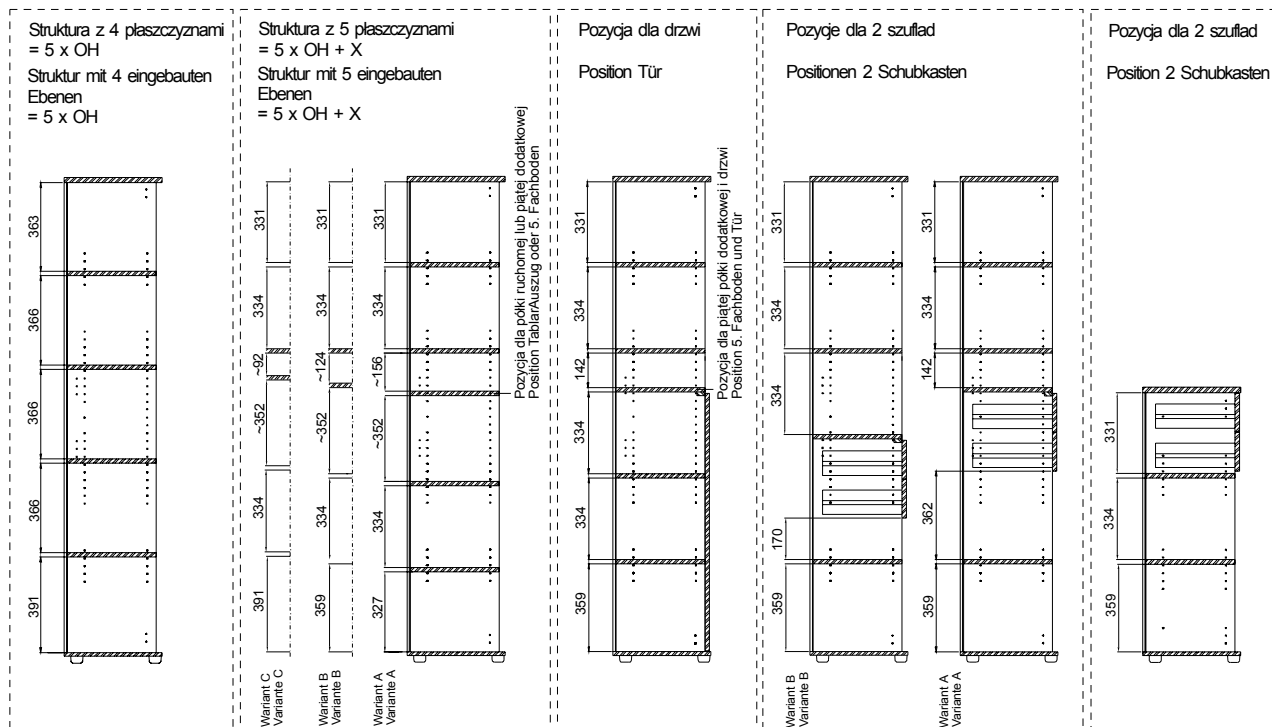 Struktura z 4 płaszczyznami
= 5 x OH
Struktur mit 4 eingebauten
Ebenen
= 5 x OH
363
366
366
366
391
Struktura z 5 płaszczyznami
= 5 x OH + X
Struktur mit 5 eingebauten
Ebenen
= 5 x OH + X
331
334
~92
~352
334
391
Wariant C
Variante C
331
334
~124
~352
334
359
Wariant B
Variante B
331
334
~156
~352
334
327
Wariant A
Variante A
Pozycja dla półki ruchomej lub piątej dodatkowej
Position TablarAuszug oder 5. Fachboden
Pozycja dla drzwi
Position Tür
331
334
142
334
334
359
Pozycja dla piątej półki dodatkowej i drzwi
Position 5. Fachboden und Tür
Pozycje dla 2 szuflad
Positionen 2 Schubkasten
331
334
334
170
359
Wariant B
Variante B
331
334
142
362
359
Wariant A
Variante A
Pozycja dla 2 szuflad
Position 2 Schubkasten
331
334
359